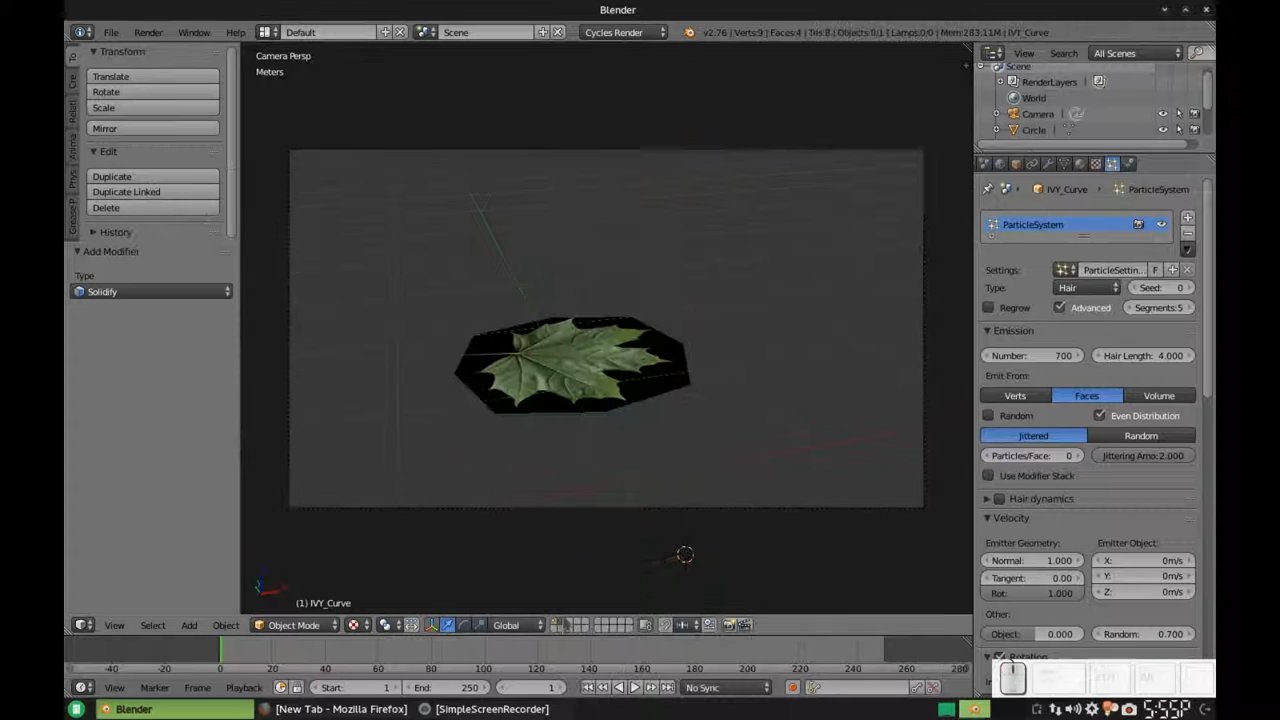 Blender
File Render Window Help Default Scene Cycles Render v2.76 | Verts:9 | Faces:4 | Tris:8 | Objects:0/1 | Lamps:0/0 | Mem:283.11M | IVY_Curve
View Search All Scenes
Transform
Translate
Rotate
Scale
Mirror
Edit
Duplicate
Duplicate Linked
Delete
History
Add Modifier
Type
Solidify
Camera Persp
Meters
(1) IVY_Curve
Scene
RenderLayers
World
Camera
Circle
IVY_Curve ParticleSystem
ParticleSystem
Settings: ParticleSettin... F
Type: Hair Seed: 0
Regrow Advanced Segments:5
Emission
Number: 700 Hair Length: 4.000
Emit From:
Verts Faces Volume
Random Even Distribution
Jittered Random
Particles/Face: 0 Jittering Amo:2.000
Use Modifier Stack
Hair dynamics
Velocity
Emitter Geometry: Emitter Object:
Normal: 1.000 X: 0m/s
Tangent: 0.00 Y: 0m/s
Rot: 1.000 Z: 0m/s
Other:
Object: 0.000 Random: 0.700
Rotation
View Select Add Object Object Mode Global
-40 -20 0 20 40 60 80 100 120 140 160 180 200 220 240 260 280
View Marker Frame Playback Start: 1 End: 250 1 No Sync
Blender [New Tab - Mozilla Firefox] [SimpleScreenRecorder] 5:55P